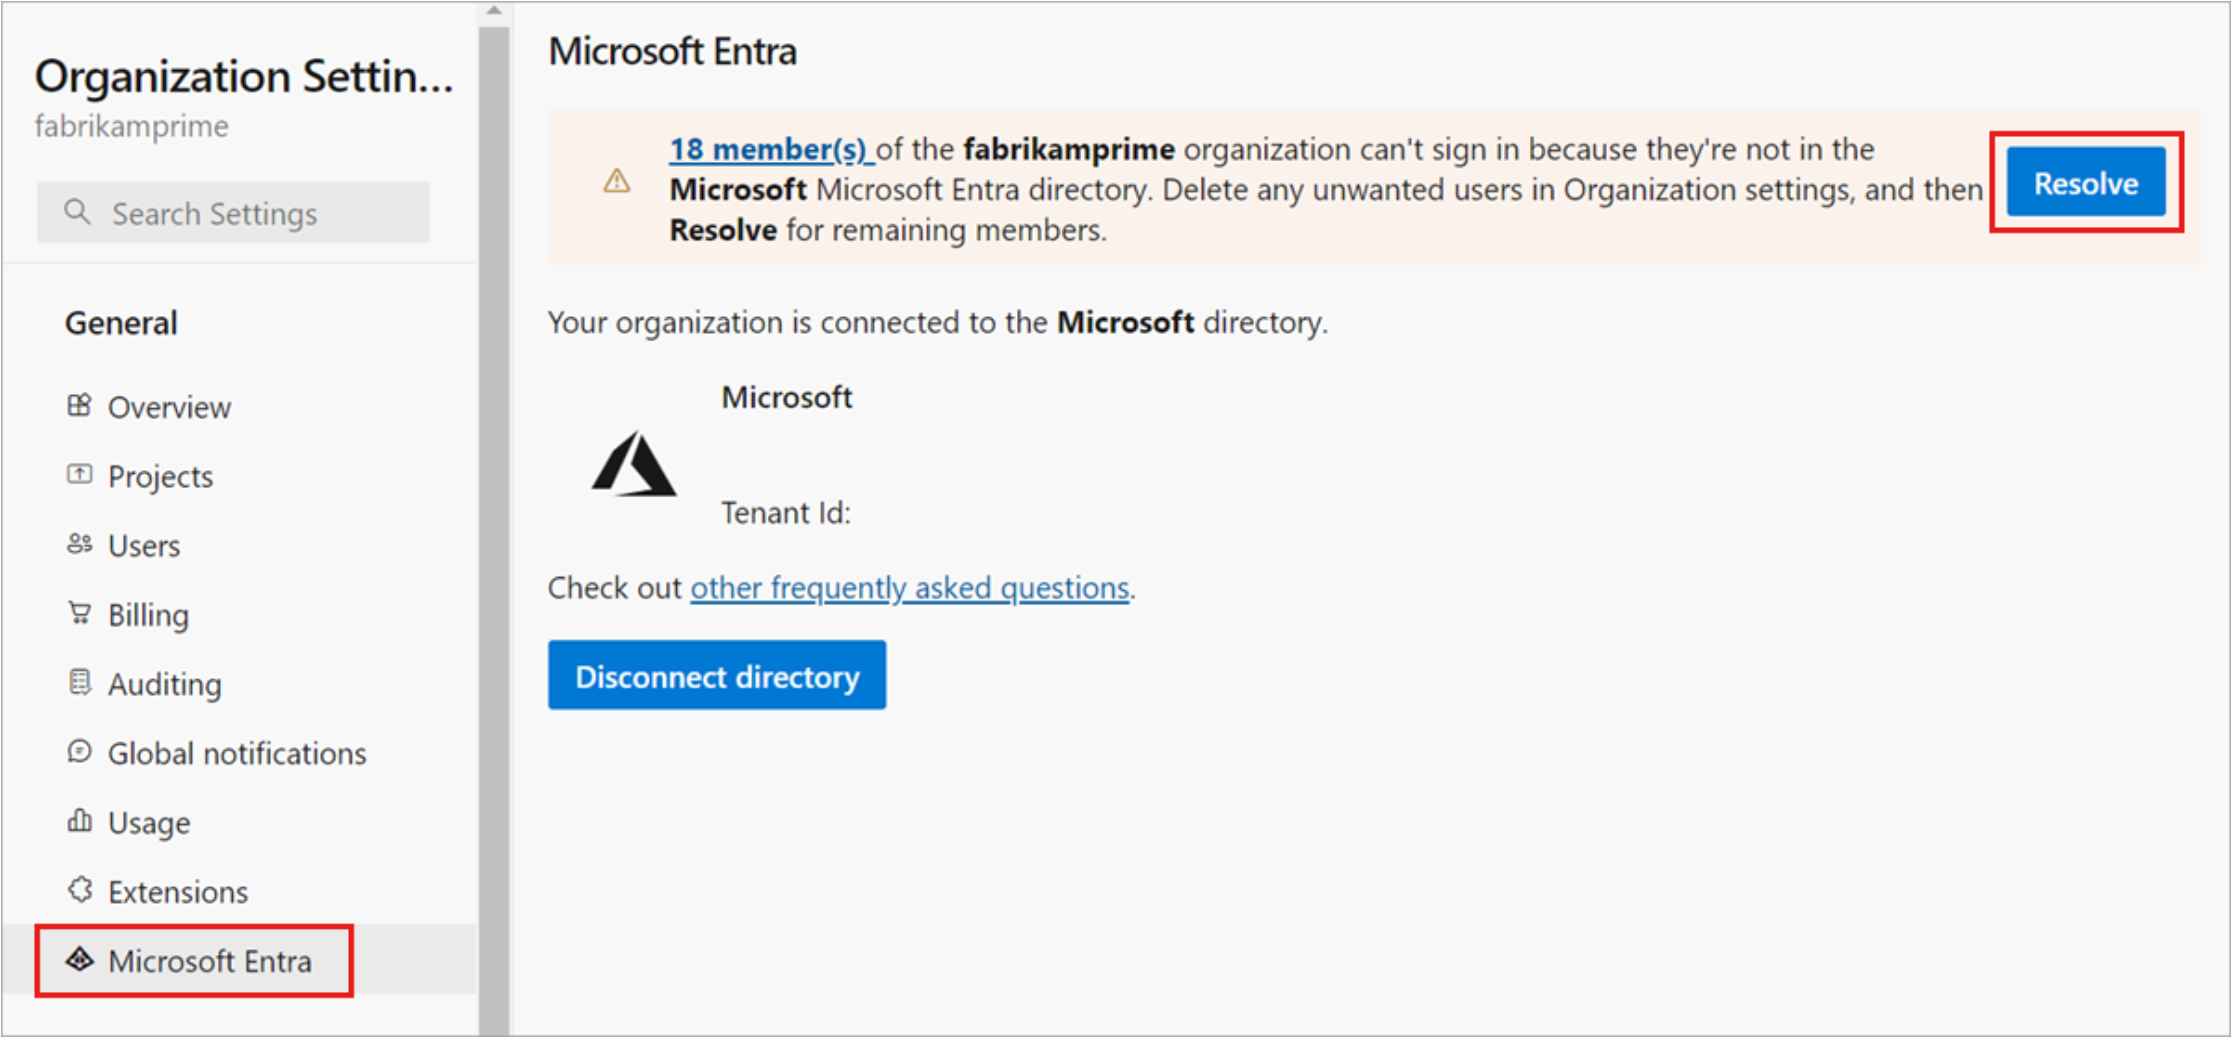 Organization Settin...
fabrikamprime
Search Settings
General
Overview
Projects
Users
Billing
Auditing
Global notifications
Usage
Extensions
Microsoft Entra
Microsoft Entra
18 member(s) of the fabrikamprime organization can't sign in because they're not in the
Microsoft Microsoft Entra directory. Delete any unwanted users in Organization settings, and then
Resolve for remaining members.
Resolve
Your organization is connected to the Microsoft directory.
Microsoft
Tenant Id:
Check out other frequently asked questions.
Disconnect directory